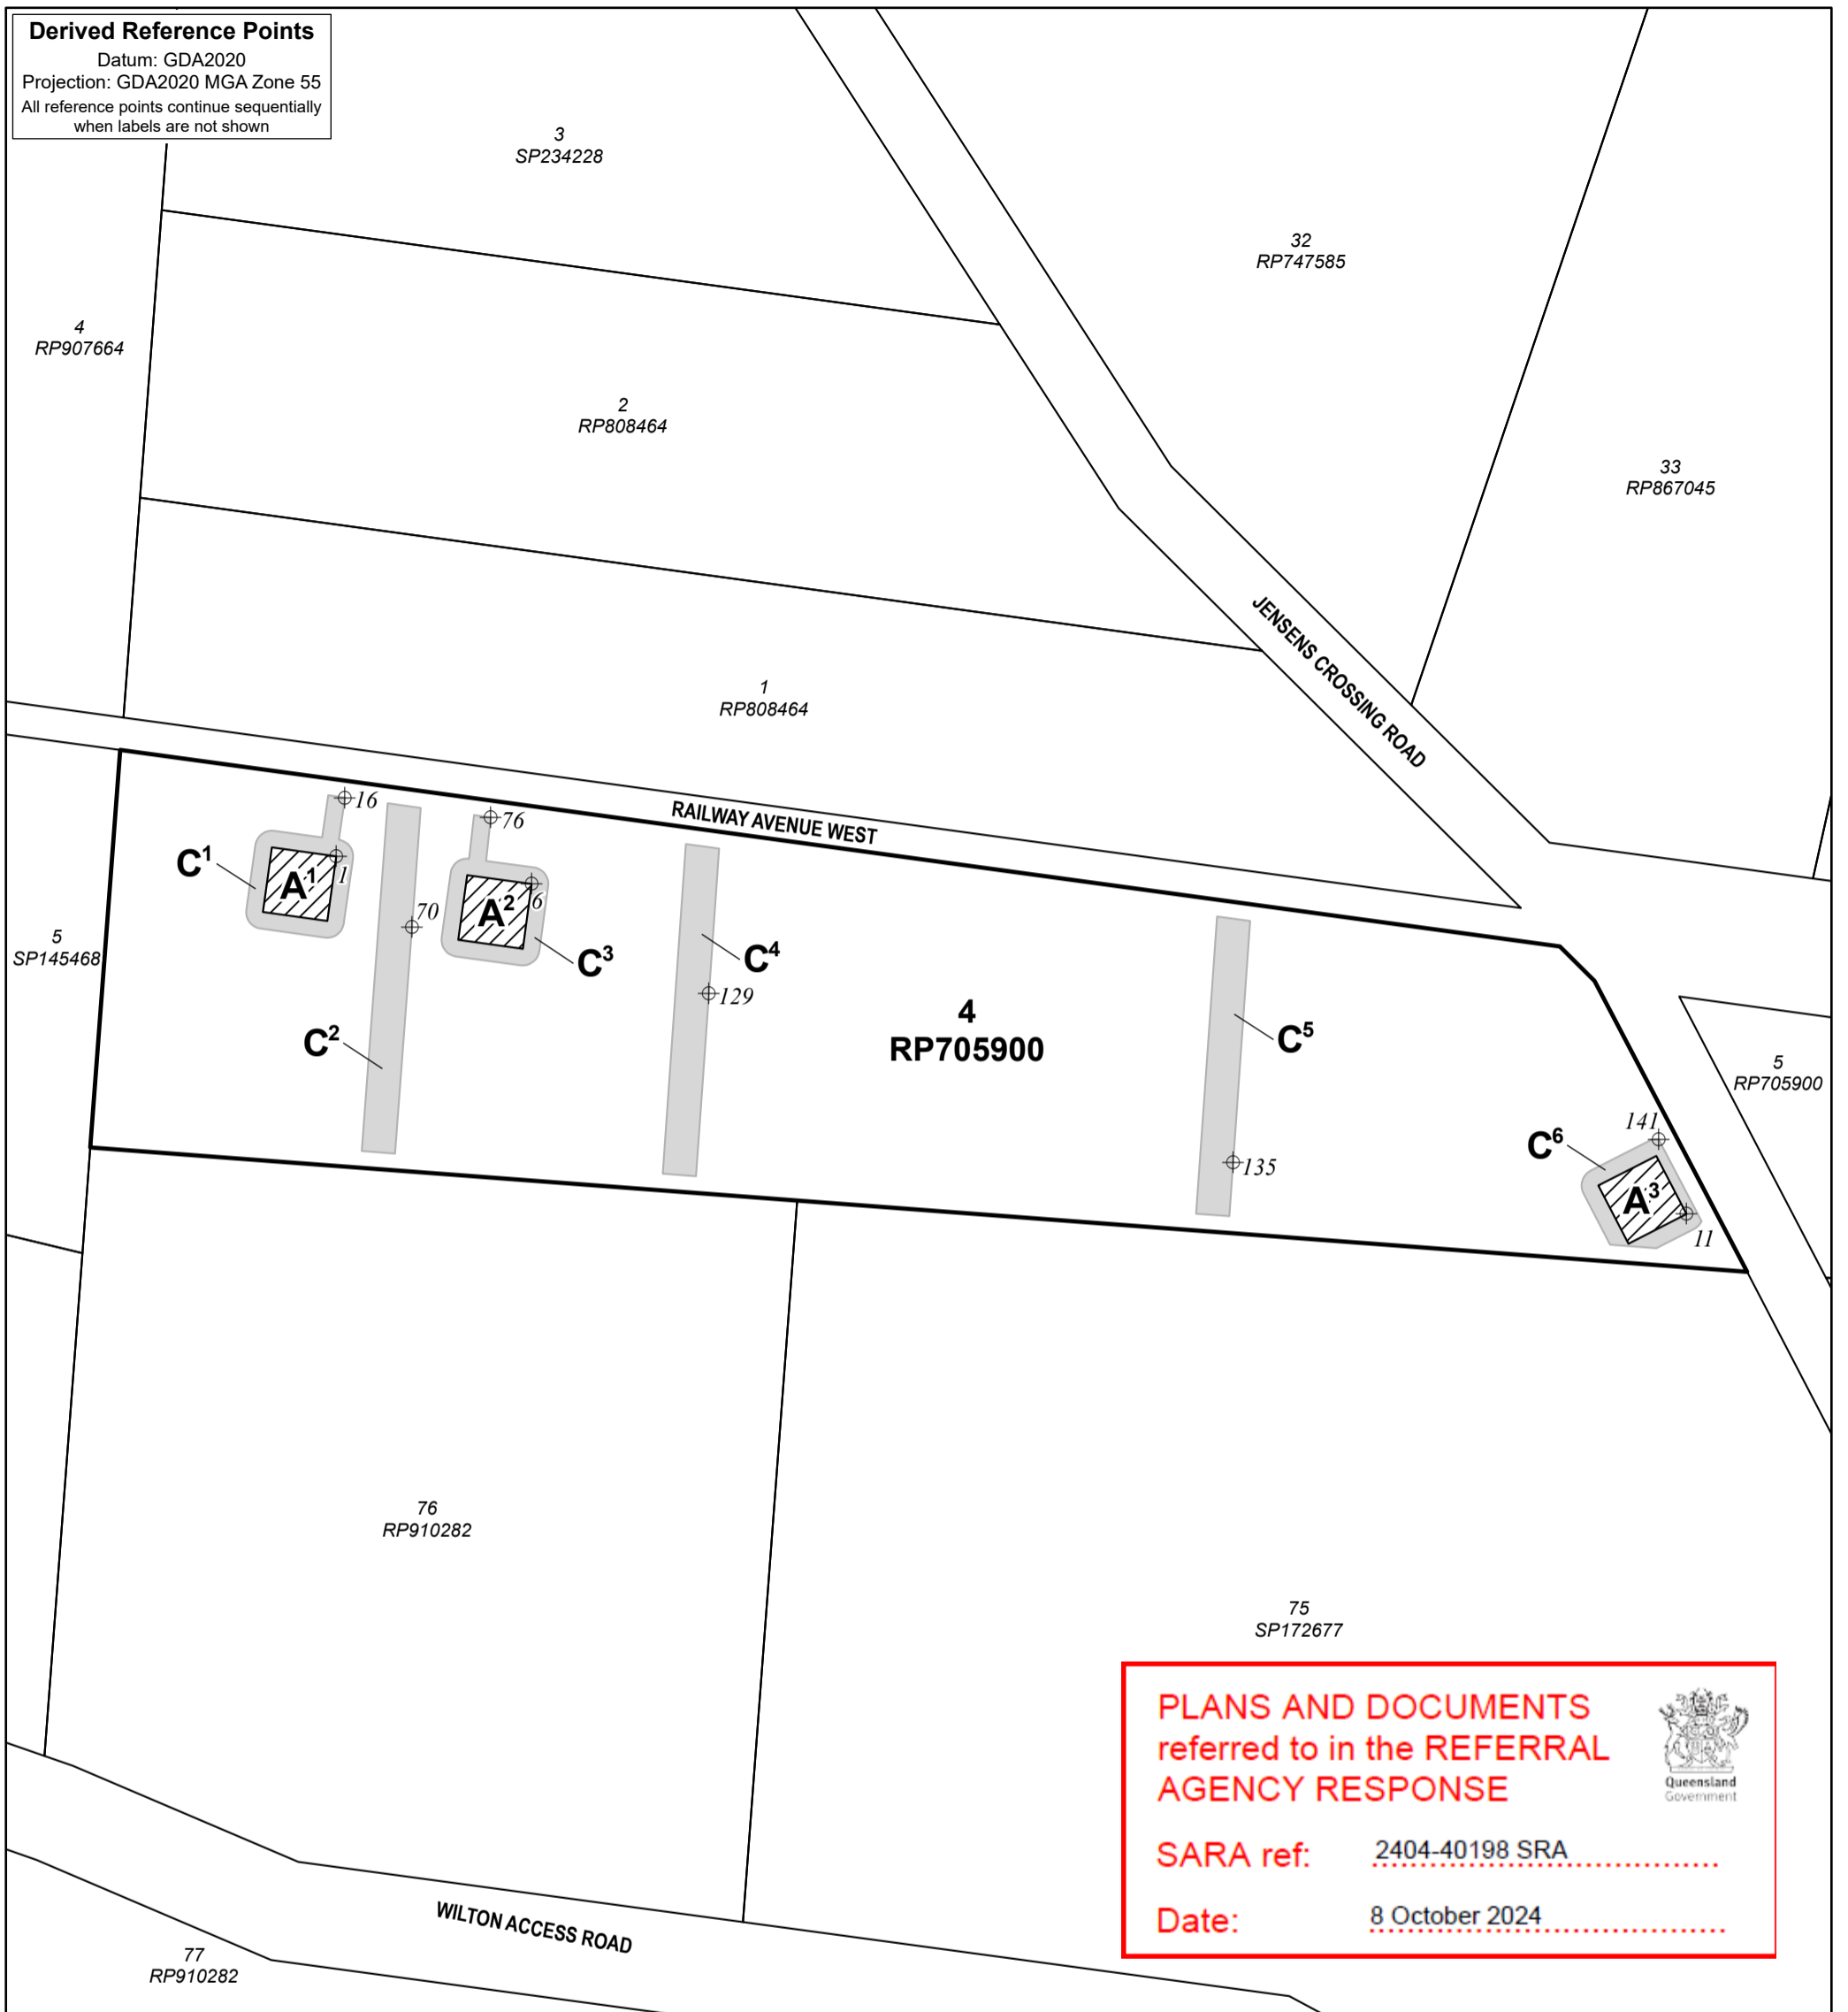 Derived Reference Points
Datum: GDA2020
Projection: GDA2020 MGA Zone 55
All reference points continue sequentially
when labels are not shown
3
SP234228
32
RP747585
4
RP907664
2
RP808464
33
RP867045
JENSENS CROSSING ROAD
1
RP808464
RAILWAY AVENUE WEST
16
76
C1
A1
1
70
A2
6
C3
C4
129
5
SP145468
C2
4
RP705900
C5
5
RP705900
141
C6
135
A3
11
76
RP910282
75
SP172677
PLANS AND DOCUMENTS
referred to in the REFERRAL
AGENCY RESPONSE
Queensland
Government
SARA ref: 2404-40198 SRA
Date: 8 October 2024
WILTON ACCESS ROAD
77
RP910282